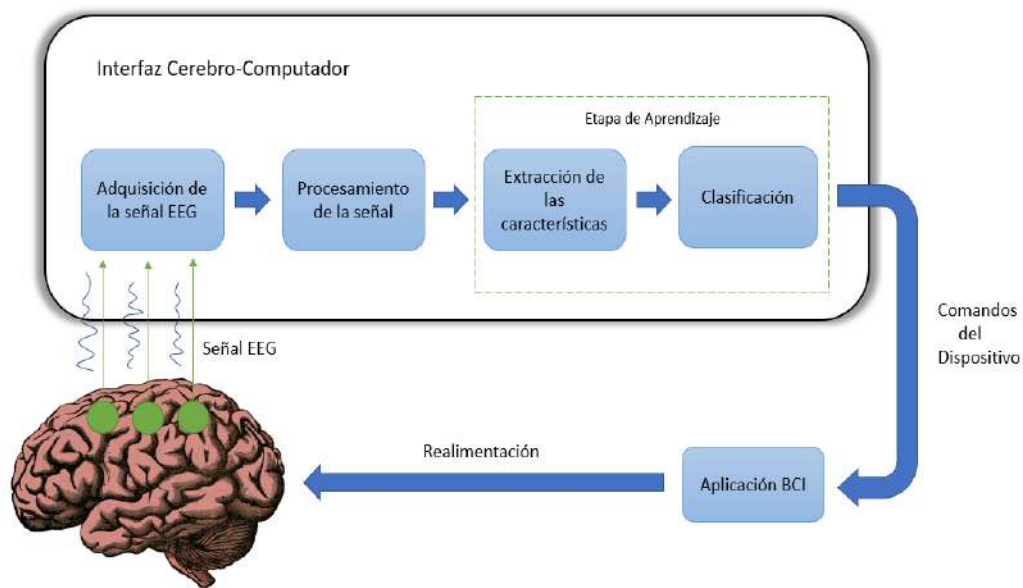 Interfaz Cerebro-Computador
Etapa de Aprendizaje
Adquisición de
la señal EEG
Procesamiento
de la señal
Extracción de
las
características
Clasificación
Señal EEG
Comandos
del
Dispositivo
Realimentación
Aplicación BCI